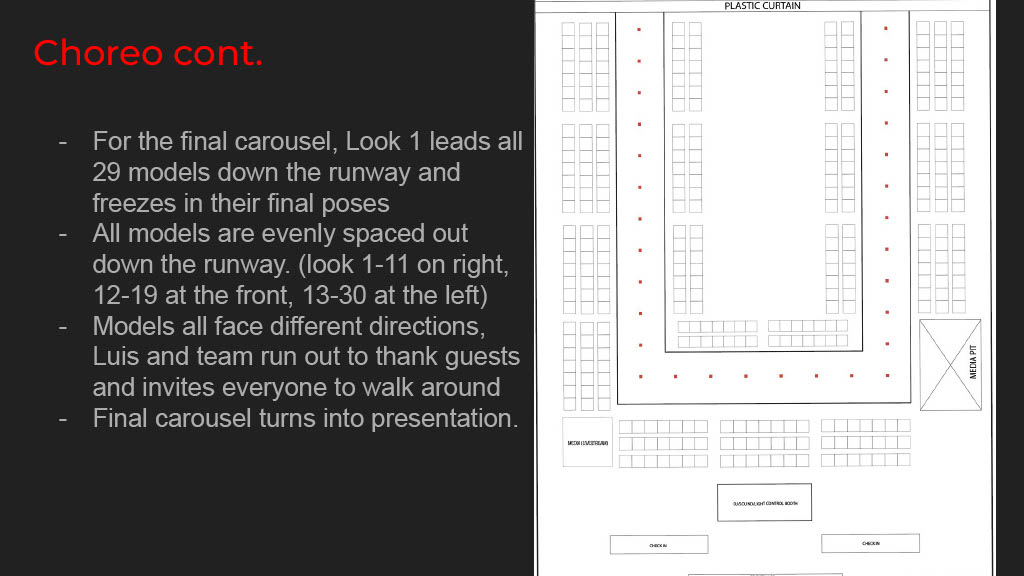 Choreo cont.
- For the final carousel, Look 1 leads all
29 models down the runway and
freezes in their final poses
- All models are evenly spaced out
down the runway. (look 1-11 on right,
12-19 at the front, 13-30 at the left)
- Models all face different directions,
Luis and team run out to thank guests
and invites everyone to walk around
- Final carousel turns into presentation.
PLASTIC CURTAIN
MEDIA PIT
MEDIA (LIVESTREAM)
SOUND/LIGHT CONTROL BOOTH
CHECK IN
CHECK IN